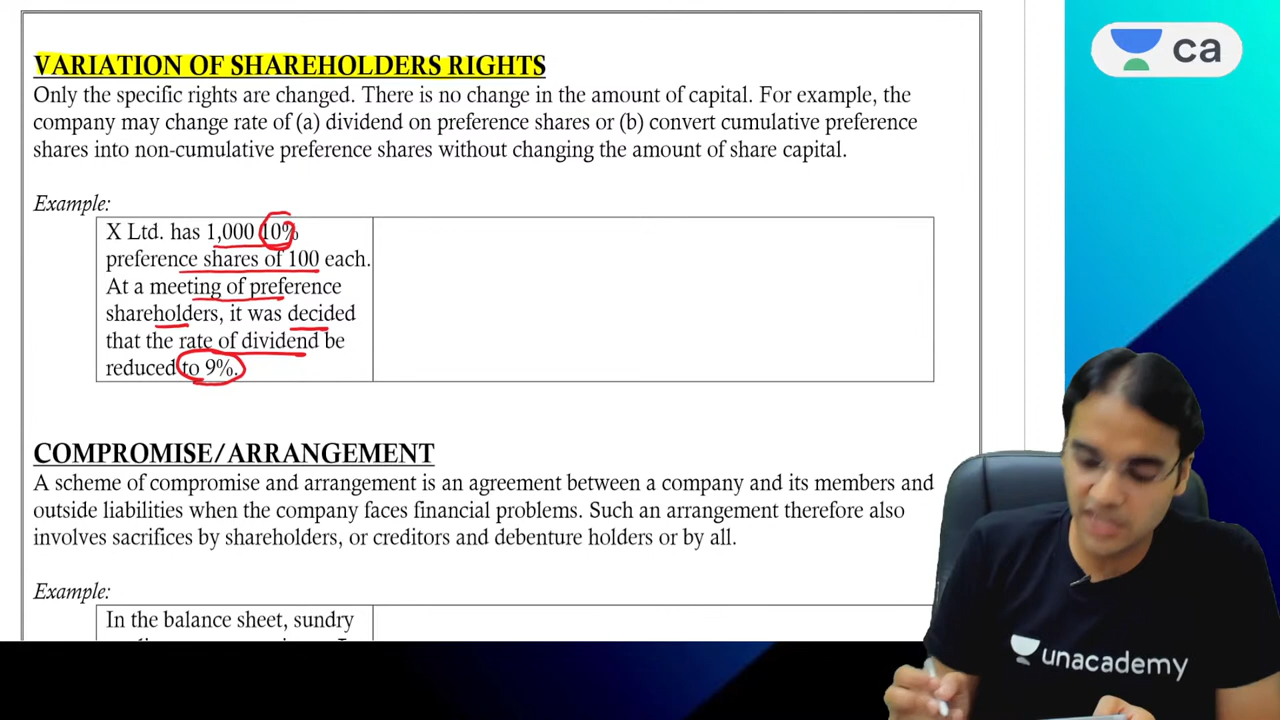 VARIATION OF SHAREHOLDERS RIGHTS
Only the specific rights are changed. There is no change in the amount of capital. For example, the
company may change rate of (a) dividend on preference shares or (b) convert cumulative preference
shares into non-cumulative preference shares without changing the amount of share capital.
Example:
X Ltd. has 1,000 10%
preference shares of 100 each.
At a meeting of preference
shareholders, it was decided
that the rate of dividend be
reduced to 9%.
COMPROMISE/ARRANGEMENT
A scheme of compromise and arrangement is an agreement between a company and its members and
outside liabilities when the company faces financial problems. Such an arrangement therefore also
involves sacrifices by shareholders, or creditors and debenture holders or by all.
Example:
In the balance sheet, sundry
ca
unacademy